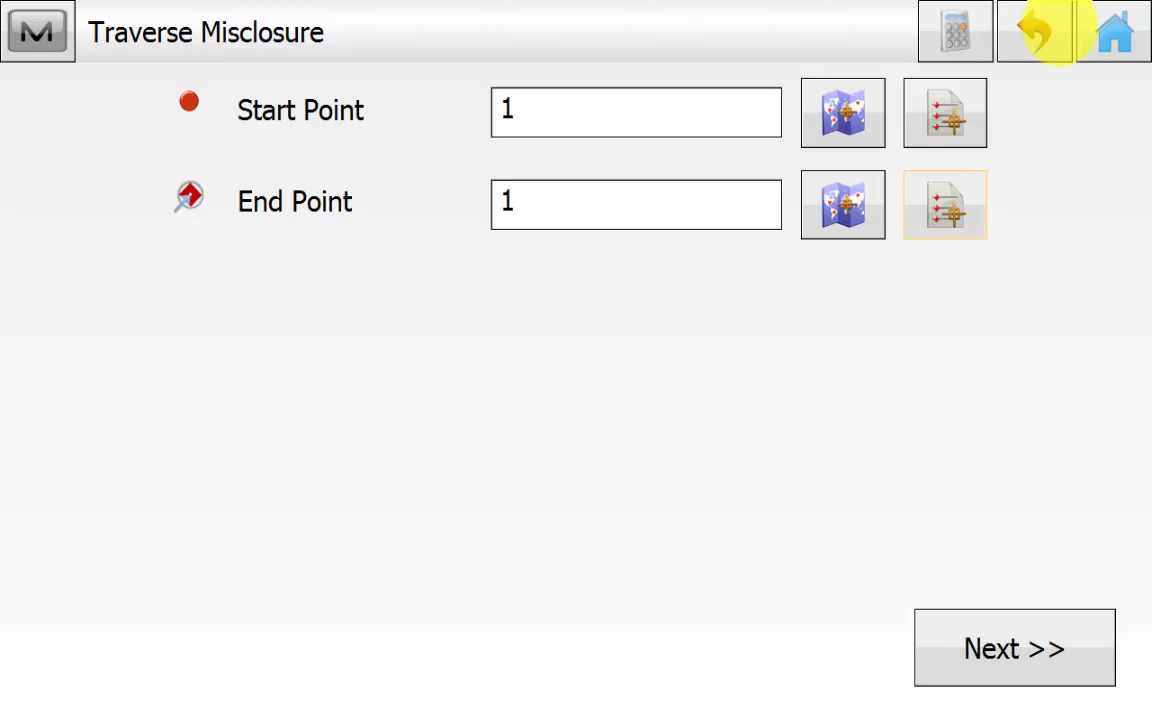 M Traverse Misclosure
Start Point 1
End Point 1
Next >>